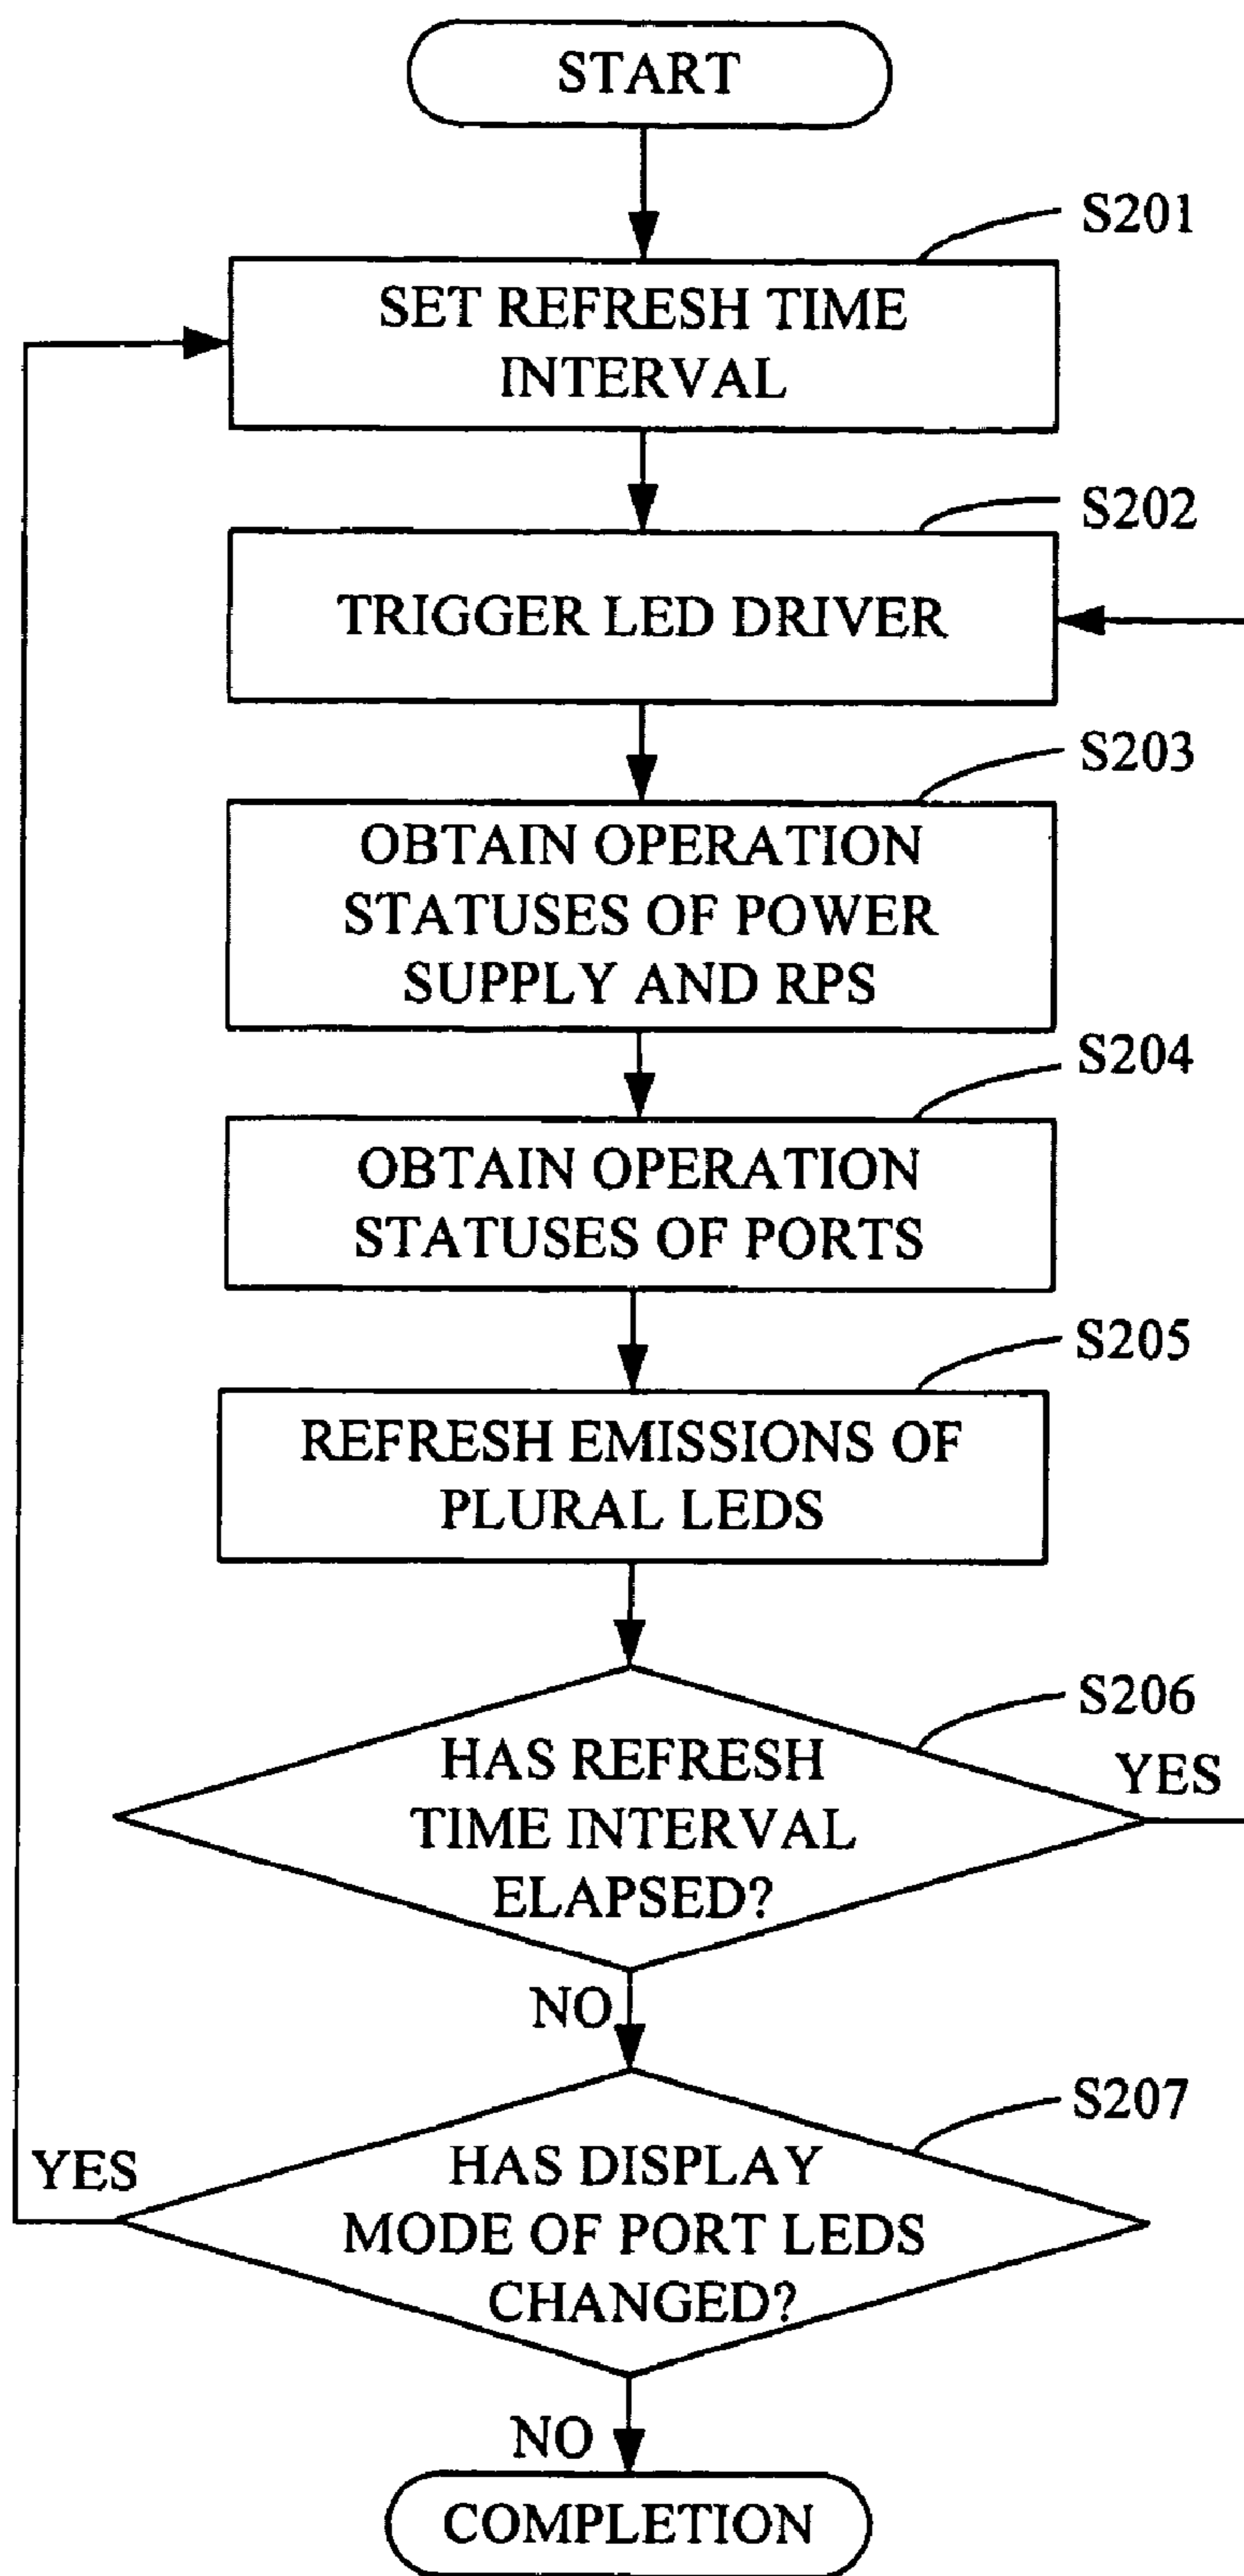 START
S201
SET REFRESH TIME
INTERVAL
S202
TRIGGER LED DRIVER
S203
OBTAIN OPERATION
STATUSES OF POWER
SUPPLY AND RPS
S204
OBTAIN OPERATION
STATUSES OF PORTS
S205
REFRESH EMISSIONS OF
PLURAL LEDS
S206
HAS REFRESH
TIME INTERVAL
ELAPSED?
YES
NO
S207
HAS DISPLAY
MODE OF PORT LEDS
CHANGED?
YES
NO
COMPLETION